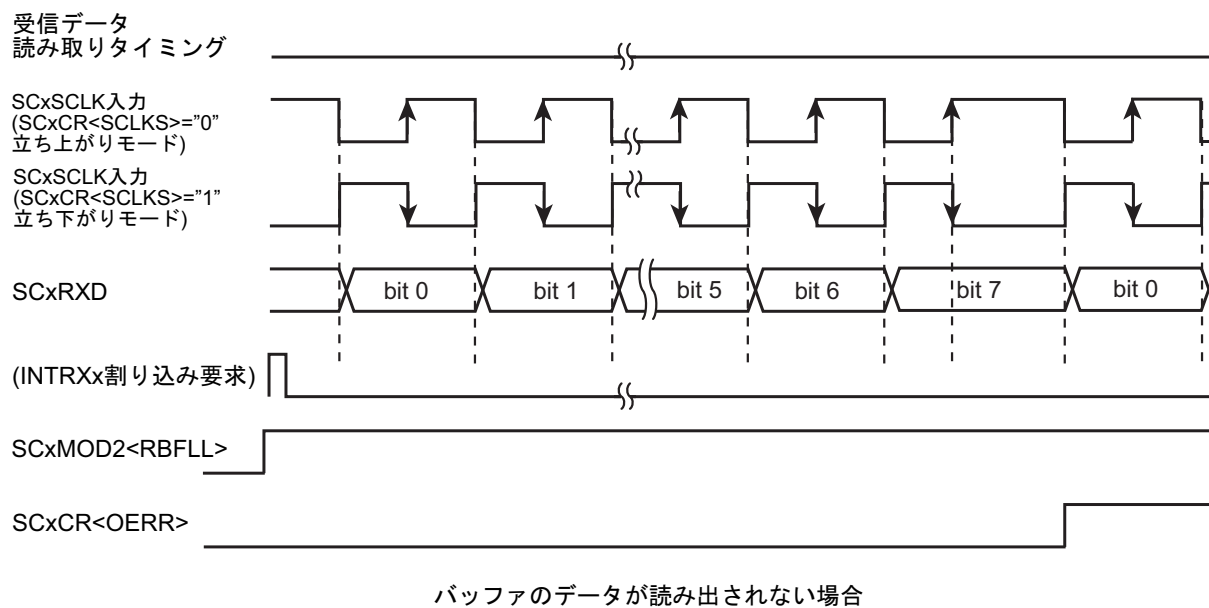 受信データ
読み取りタイミング
SCxSCLK入力
(SCxCR<SCLKS>="0"
立ち上がりモード)
SCxSCLK入力
(SCxCR<SCLKS>="1"
立ち下がりモード)
SCxRXD
bit 0
bit 1
bit 5
bit 6
bit 7
bit 0
(INTRXx割り込み要求)
SCxMOD2<RBFLL>
SCxCR<OERR>
バッファのデータが読み出されない場合